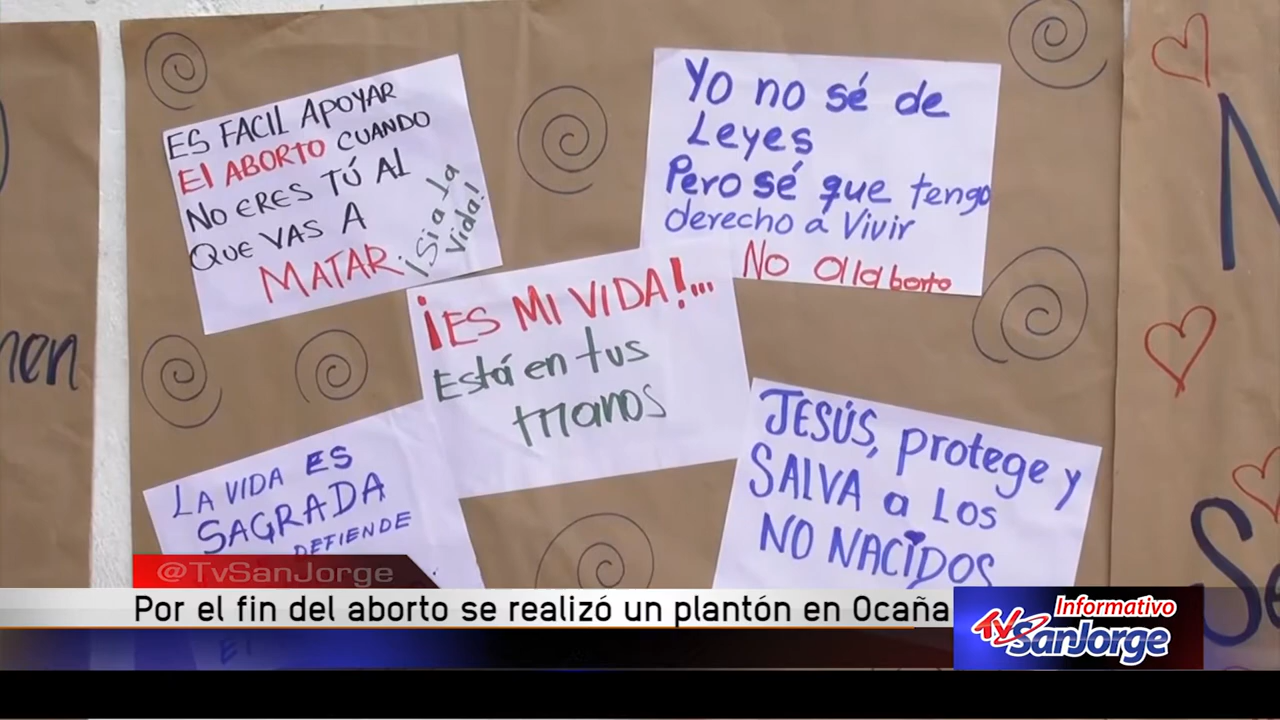 ES FACIL APOYAR
El ABORTO CUANDO
NO ERES TÚ AL
QUE VAS A
MATAR.
¡Si a la
Vida!
Yo no sé de
Leyes
Pero sé que tengo
derecho a Vivir
No al aborto
¡ES MI VIDA!...
Está en tus
manos
LA VIDA ES
SAGRADA
DEFIENDE
JESÚS, protege y
SALVA a Los
NO NACIDOS
@TvSanJorge
Por el fin del aborto se realizó un plantón en Ocaña
Informativo
TV SanJorge